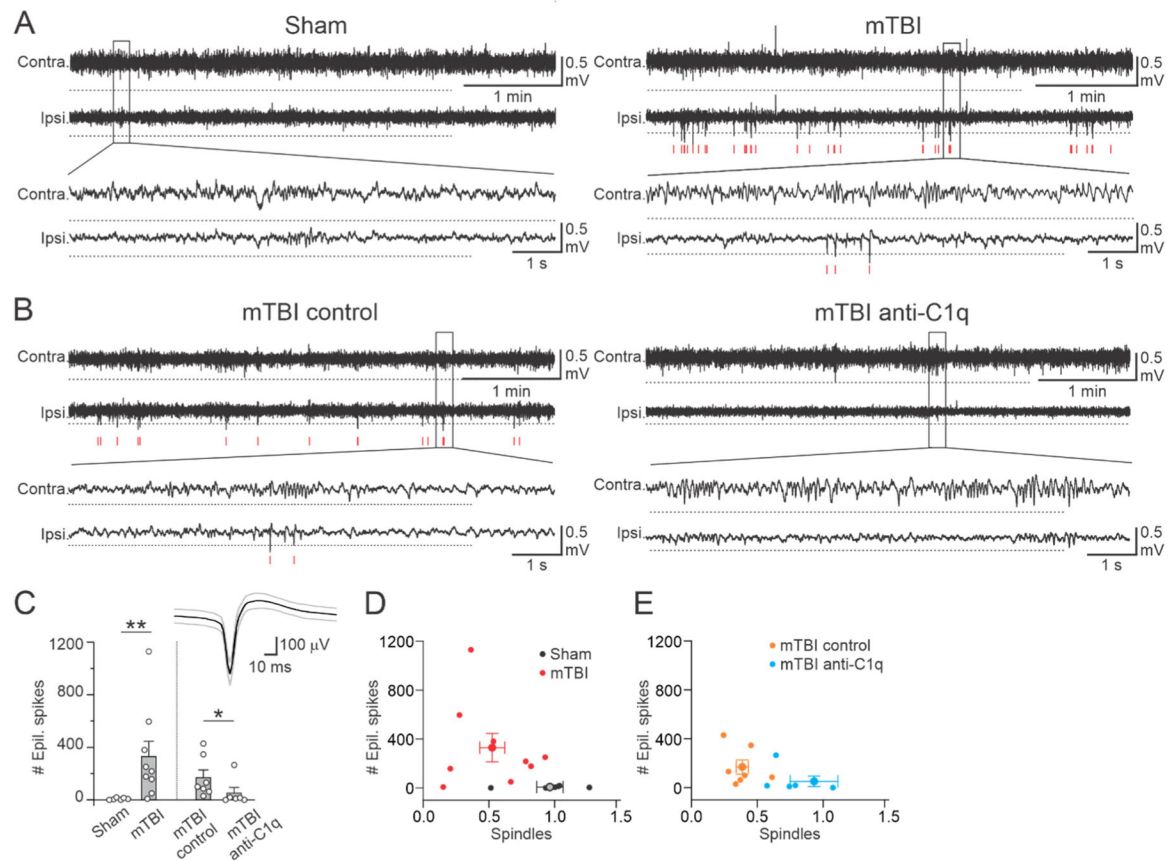 A
Sham
mTBI
Contra.
0.5
mV
1 min
Ipsi.
Contra.
0.5
mV
1 min
Ipsi.
Contra.
Ipsi.
0.5
mV
1 s
Contra.
Ipsi.
0.5
mV
1 s
B
mTBI control
mTBI anti-C1q
Contra.
0.5
mV
1 min
Ipsi.
Contra.
0.5
mV
1 min
Ipsi.
Contra.
Ipsi.
0.5
mV
1 s
Contra.
Ipsi.
0.5
mV
1 s
C
100 μV
10 ms
**
*
# Epil. spikes
1200
800
400
0
Sham
mTBI
mTBI
control
mTBI
anti-C1q
D
Sham
mTBI
# Epil. spikes
1200
800
400
0
0.0
0.5
1.0
1.5
Spindles
E
mTBI control
mTBI anti-C1q
# Epil. spikes
1200
800
400
0
0.0
0.5
1.0
1.5
Spindles